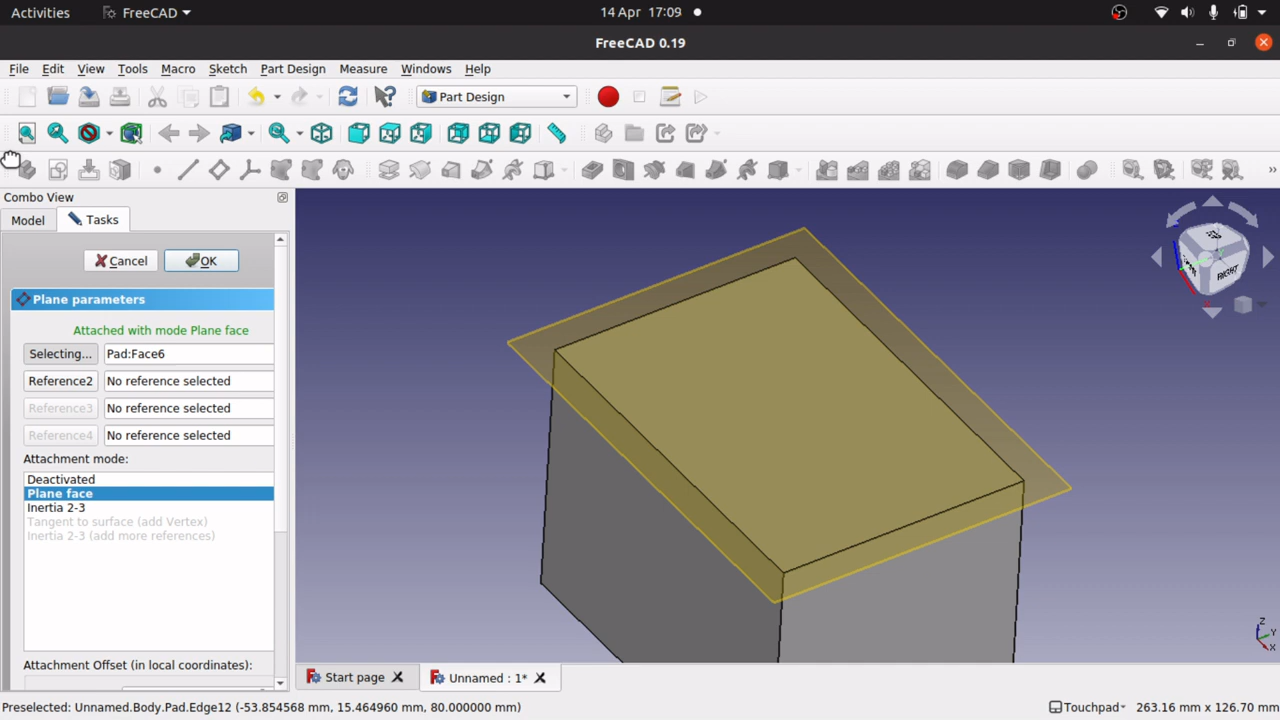 Activities FreeCAD 14 Apr 17:09
FreeCAD 0.19
File Edit View Tools Macro Sketch Part Design Measure Windows Help
Part Design
Combo View
Model Tasks
Cancel OK
Plane parameters
Attached with mode Plane face
Selecting... Pad:Face6
Reference2 No reference selected
Reference3 No reference selected
Reference4 No reference selected
Attachment mode:
Deactivated
Plane face
Inertia 2-3
Tangent to surface (add Vertex)
Inertia 2-3 (add more references)
Attachment Offset (in local coordinates):
RIGHT
Z
Y
X
Start page Unnamed : 1*
Preselected: Unnamed.Body.Pad.Edge12 (-53.854568 mm, 15.464960 mm, 80.000000 mm) Touchpad 263.16 mm x 126.70 mm